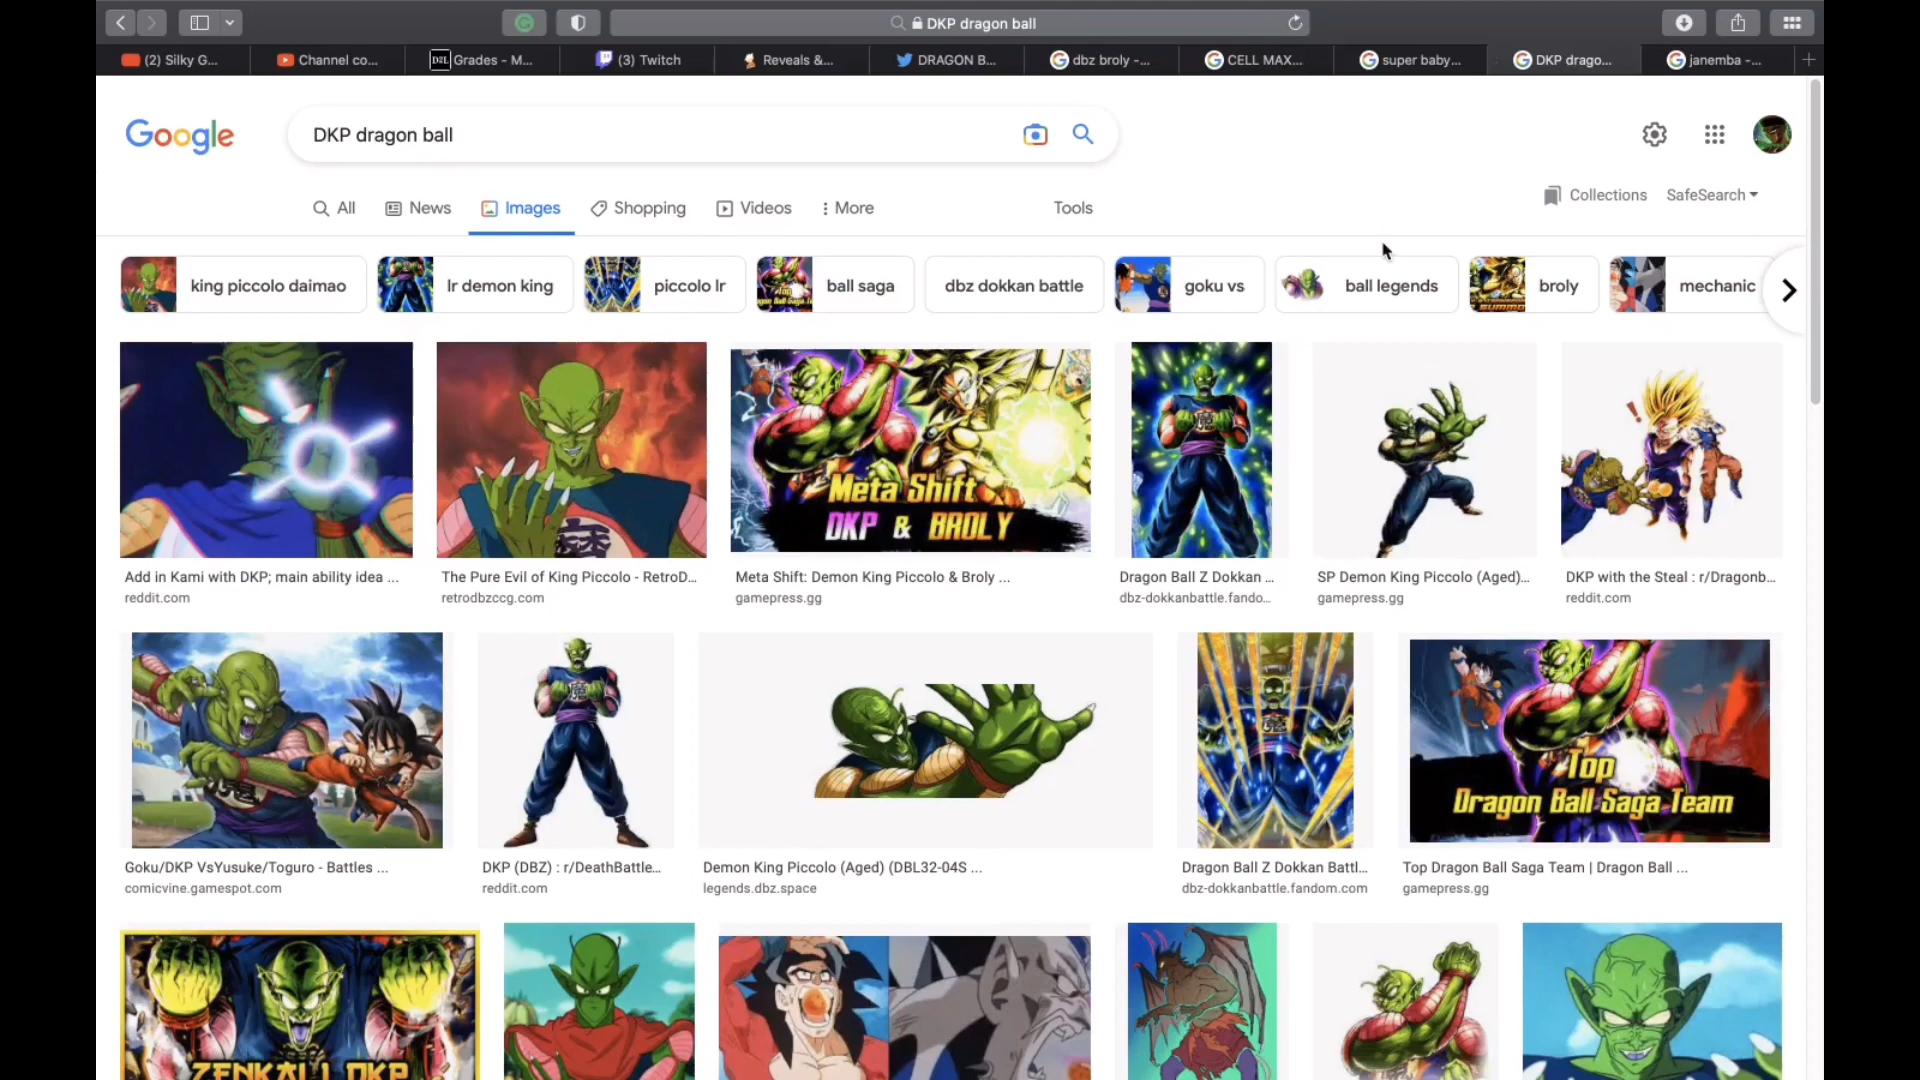 DKP dragon ball
(2) Silky G...
Channel co...
D2L Grades - M...
(3) Twitch
Reveals &...
DRAGON B...
dbz broly -...
CELL MAX...
super baby...
DKP drago...
janemba -...
Google
DKP dragon ball
All
News
Images
Shopping
Videos
More
Tools
Collections
SafeSearch
king piccolo daimao
lr demon king
piccolo lr
ball saga
dbz dokkan battle
goku vs
ball legends
broly
mechanic
Meta Shift
DKP & BROLY
Add in Kami with DKP; main ability idea ...
reddit.com
The Pure Evil of King Piccolo - RetroD...
retrodbzccg.com
Meta Shift: Demon King Piccolo & Broly ...
gamepress.gg
Dragon Ball Z Dokkan ...
dbz-dokkanbattle.fando...
SP Demon King Piccolo (Aged)...
gamepress.gg
DKP with the Steal : r/Dragonb...
reddit.com
Top
Dragon Ball Saga Team
Goku/DKP VsYusuke/Toguro - Battles ...
comicvine.gamespot.com
DKP (DBZ) : r/DeathBattle...
reddit.com
Demon King Piccolo (Aged) (DBL32-04S ...
legends.dbz.space
Dragon Ball Z Dokkan Battl...
dbz-dokkanbattle.fandom.com
Top Dragon Ball Saga Team | Dragon Ball ...
gamepress.gg
ZENKAI DKP